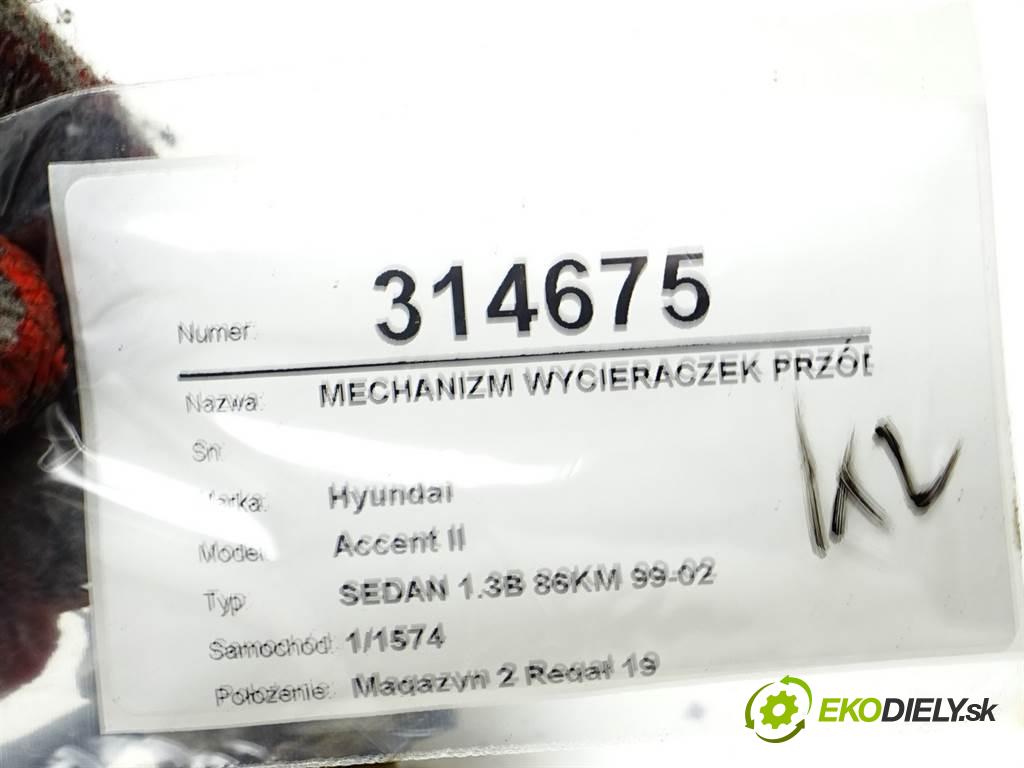 Numer: 314675
Nazwa: MECHANIZM WYCIERACZEK PRZÓD
Sn:
Marka: Hyundai
Model: Accent II
Typ: SEDAN 1.3B 86KM 99-02
Samochód: 1/1574
Położenie: Magazyn 2 Regał 19
EKODIELY.sk